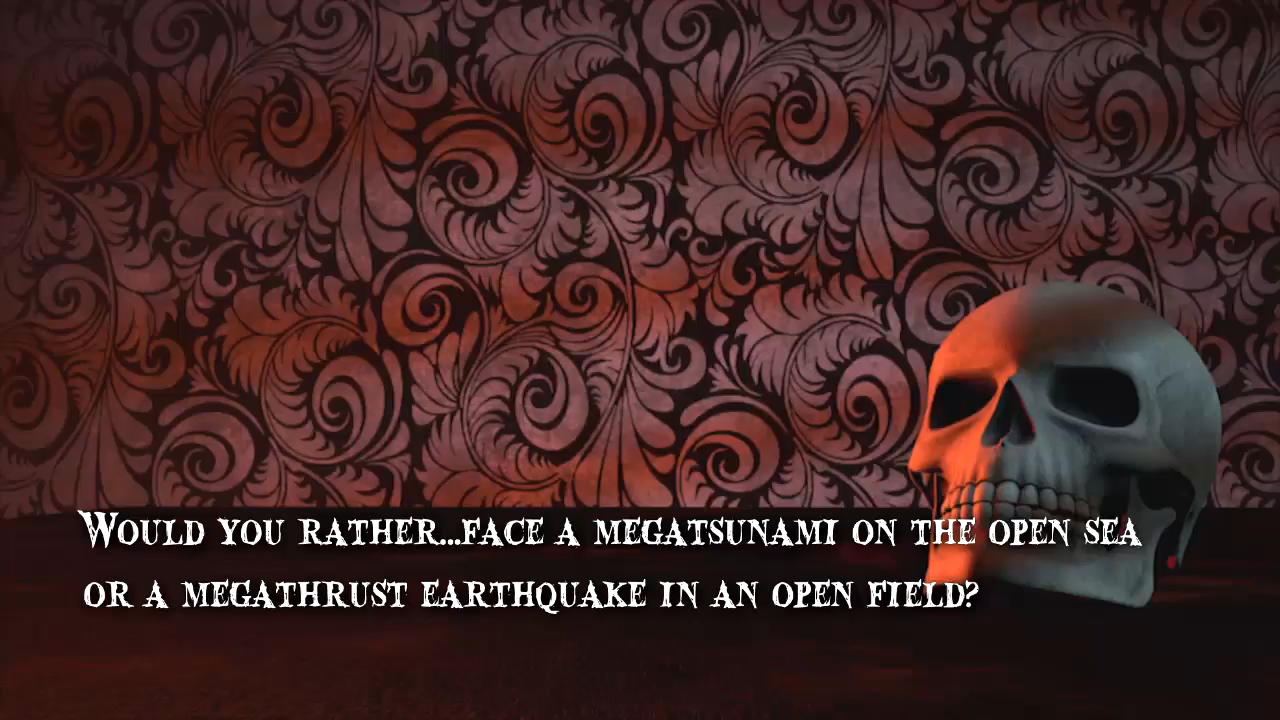 Would you rather...face a megatsunami on the open sea
or a megathrust earthquake in an open field?